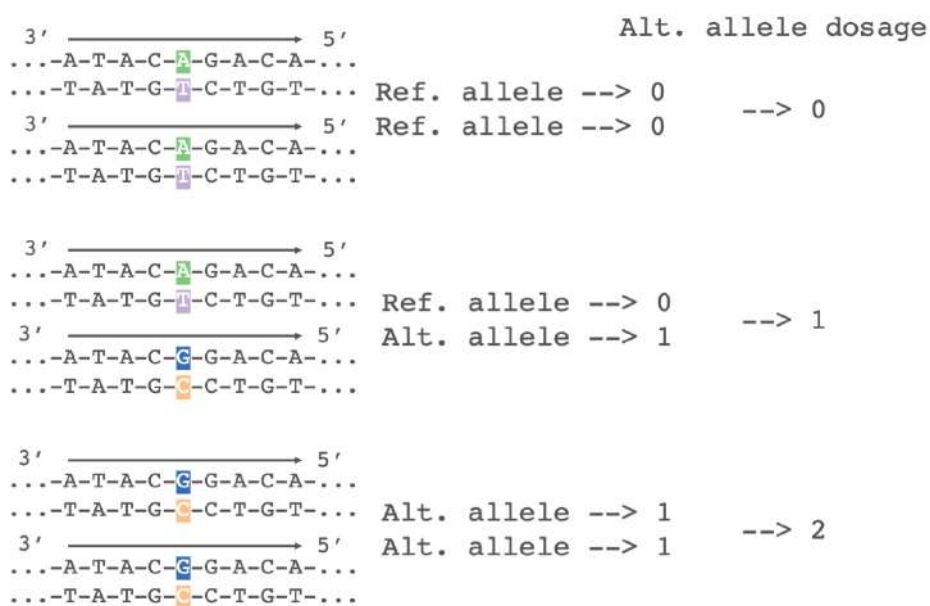 Alt. allele dosage
3′ 5′
...-A-T-A-C-A-G-A-C-A-...
...-T-A-T-G-T-C-T-G-T-...
Ref. allele --> 0
3′ 5′
Ref. allele --> 0
--> 0
...-A-T-A-C-A-G-A-C-A-...
...-T-A-T-G-T-C-T-G-T-...
3′ 5′
...-A-T-A-C-A-G-A-C-A-...
...-T-A-T-G-T-C-T-G-T-...
Ref. allele --> 0
3′ 5′
Alt. allele --> 1
--> 1
...-A-T-A-C-G-G-A-C-A-...
...-T-A-T-G-C-C-T-G-T-...
3′ 5′
...-A-T-A-C-G-G-A-C-A-...
...-T-A-T-G-C-C-T-G-T-...
Alt. allele --> 1
3′ 5′
Alt. allele --> 1
--> 2
...-A-T-A-C-G-G-A-C-A-...
...-T-A-T-G-C-C-T-G-T-...